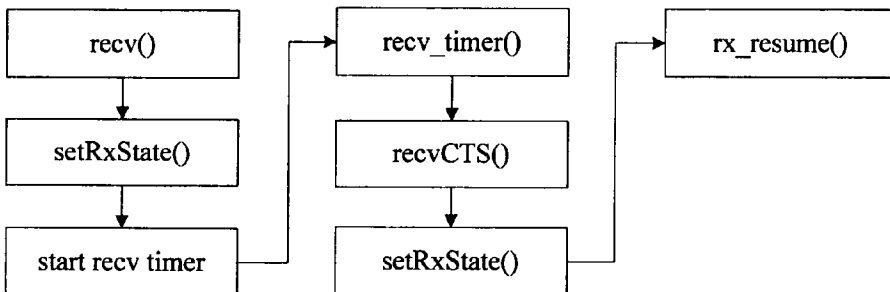 recv()
setRxState()
start recv timer
recv_timer()
recvCTS()
setRxState()
rx_resume()